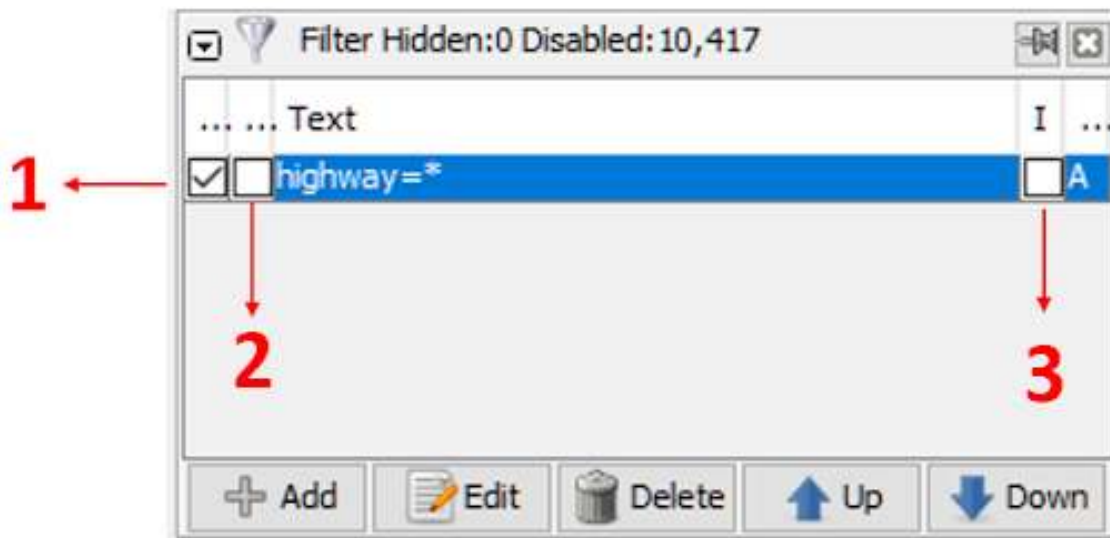 Filter Hidden:0 Disabled:10,417
... ... Text I ...
1 highway=* A
2 3
Add Edit Delete Up Down